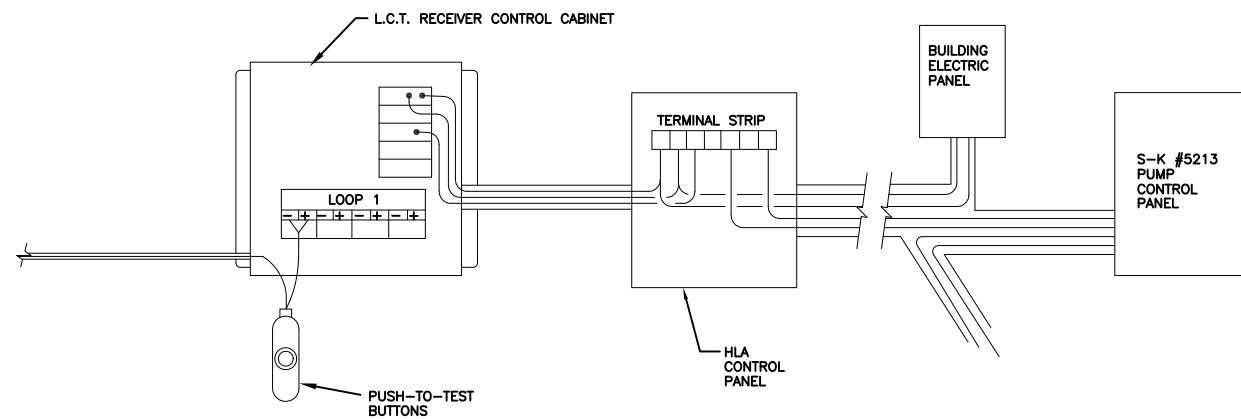 L.C.T. RECEIVER CONTROL CABINET
BUILDING
ELECTRIC
PANEL
TERMINAL STRIP
S-K #5213
PUMP
CONTROL
PANEL
LOOP 1
- + - + - + - +
HLA
CONTROL
PANEL
PUSH-TO-TEST
BUTTONS